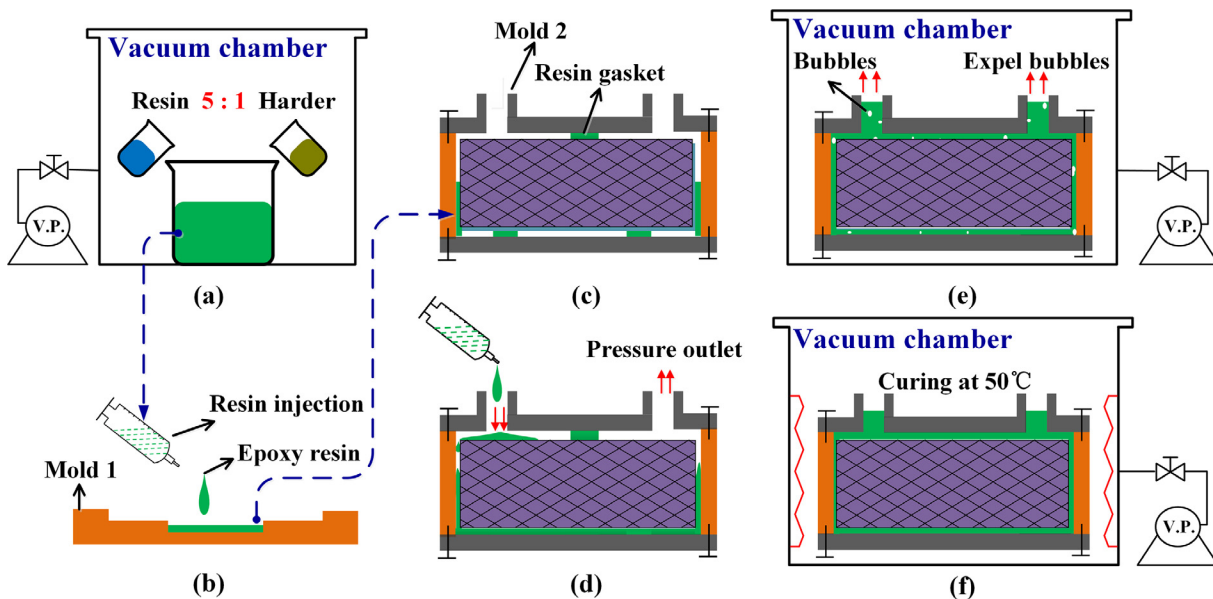 Vacuum chamber
Resin 5 : 1 Harder
V.P.
(a)
Resin injection
Epoxy resin
Mold 1
(b)
Mold 2
Resin gasket
(c)
Pressure outlet
(d)
Vacuum chamber
Bubbles
Expel bubbles
V.P.
(e)
Vacuum chamber
Curing at 50℃
V.P.
(f)